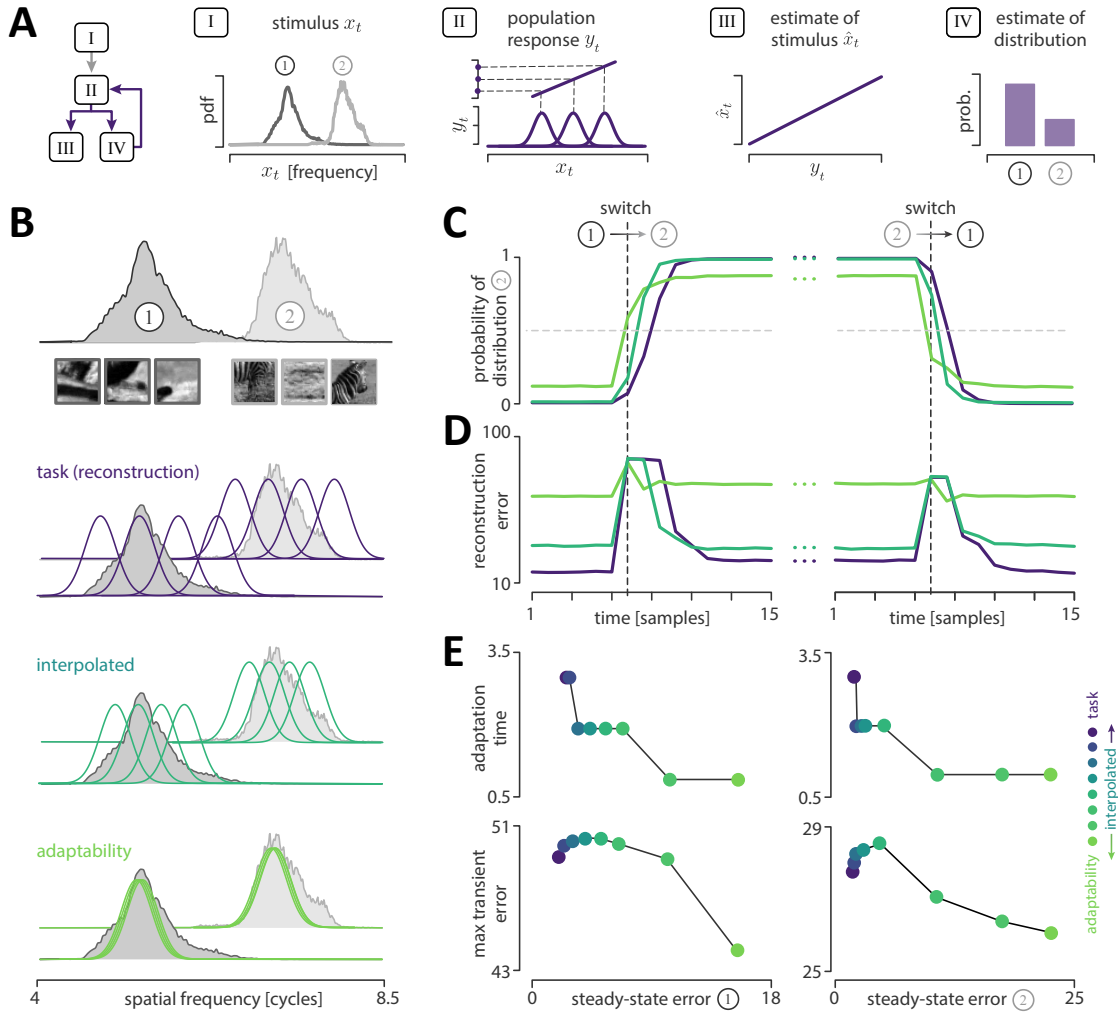 A
I
II
III
IV
I
stimulus x_t
1
2
pdf
x_t [frequency]
II
population
response y_t
y_t
x_t
III
estimate of
stimulus x̂_t
x̂_t
y_t
IV
estimate of
distribution
prob.
1
2
B
1
2
task (reconstruction)
interpolated
adaptability
4
8.5
spatial frequency [cycles]
C
switch
1
2
switch
2
1
probability of
distribution 2
1
0
D
reconstruction
error
100
10
1
time [samples]
15
1
time [samples]
15
E
adaptation
time
3.5
0.5
3.5
0.5
max transient
error
51
43
0
steady-state error 1
18
29
25
0
steady-state error 2
25
adaptability
interpolated
task